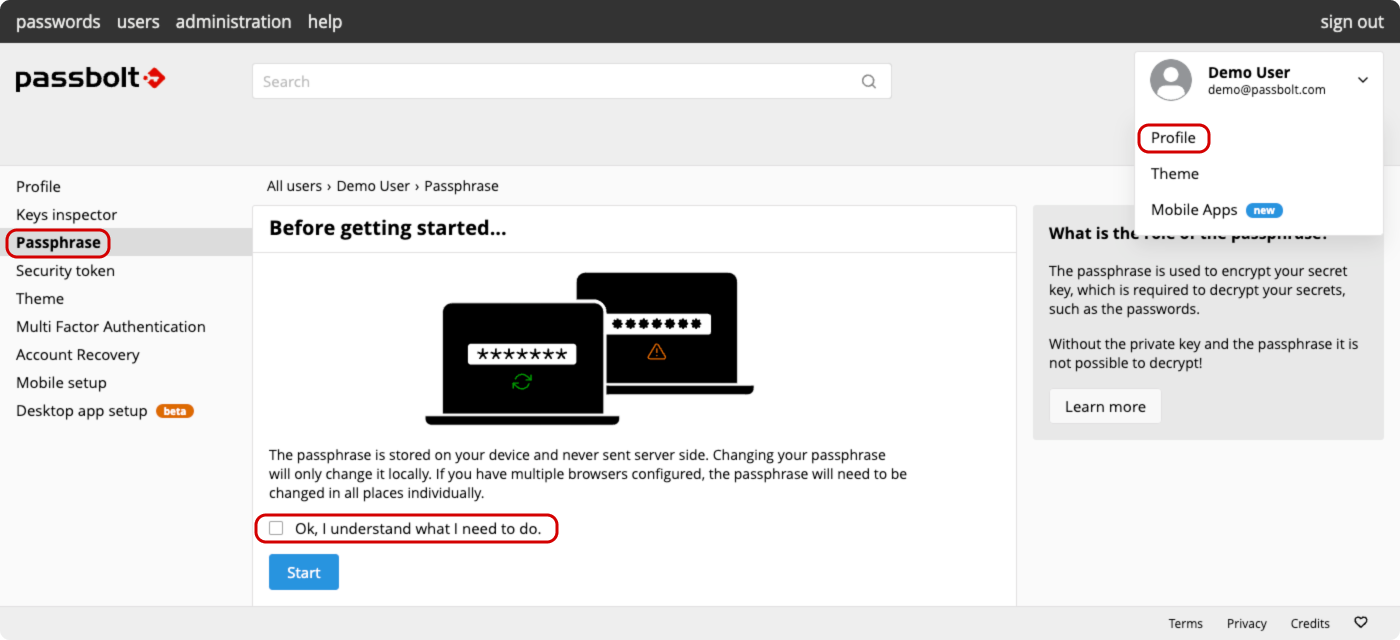 passwords users administration help sign out
passbolt
Search
Demo User
demo@passbolt.com
Profile
Theme
Mobile Apps new
Profile
Keys inspector
Passphrase
Security token
Theme
Multi Factor Authentication
Account Recovery
Mobile setup
Desktop app setup beta
All users › Demo User › Passphrase
Before getting started...
*******
*******
The passphrase is stored on your device and never sent server side. Changing your passphrase
will only change it locally. If you have multiple browsers configured, the passphrase will need to be
changed in all places individually.
Ok, I understand what I need to do.
Start
What is the role of the passphrase?
The passphrase is used to encrypt your secret
key, which is required to decrypt your secrets,
such as the passwords.
Without the private key and the passphrase it is
not possible to decrypt!
Learn more
Terms Privacy Credits